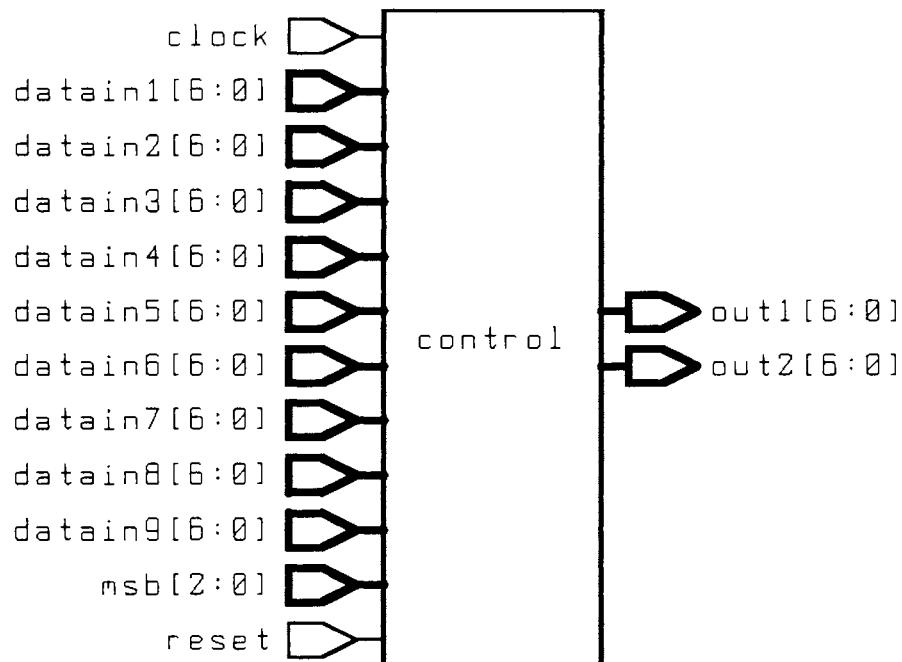 clock
datain1[6:0]
datain2[6:0]
datain3[6:0]
datain4[6:0]
datain5[6:0]
out1[6:0]
control
datain6[6:0]
out2[6:0]
datain7[6:0]
datain8[6:0]
datain9[6:0]
msb[2:0]
reset